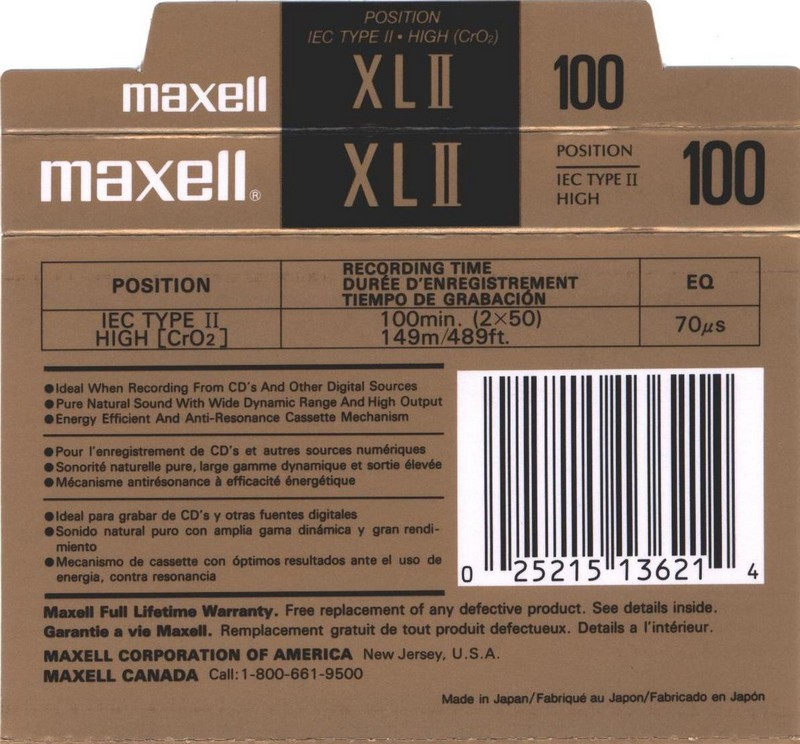 POSITION
IEC TYPE II • HIGH (CrO₂)
maxell XLII 100
maxell® XLII POSITION IEC TYPE II HIGH 100
POSITION
RECORDING TIME
DURÉE D'ENREGISTREMENT
TIEMPO DE GRABACIÓN
EQ
IEC TYPE II
HIGH [CrO₂]
100min. (2×50)
149m/489ft.
70μs
●Ideal When Recording From CD's And Other Digital Sources
●Pure Natural Sound With Wide Dynamic Range And High Output
●Energy Efficient And Anti-Resonance Cassette Mechanism
●Pour l'enregistrement de CD's et autres sources numériques
●Sonorité naturelle pure, large gamme dynamique et sortie élevée
●Mécanisme antirésonance à efficacité énergétique
●Ideal para grabar de CD's y otras fuentes digitales
●Sonido natural puro con amplia gama dinámica y gran rendi-
miento
●Mecanismo de cassette con óptimos resultados ante el uso de
energia, contra resonancia
0 25215 13621 4
Maxell Full Lifetime Warranty. Free replacement of any defective product. See details inside.
Garantie a vie Maxell. Remplacement gratuit de tout produit defectueux. Details a l'intérieur.
MAXELL CORPORATION OF AMERICA New Jersey, U.S.A.
MAXELL CANADA Call:1-800-661-9500
Made in Japan/Fabriqué au Japon/Fabricado en Japón